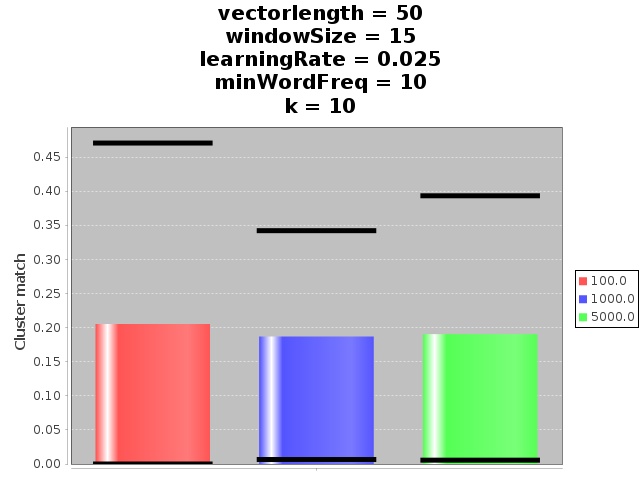 vectorlength = 50
windowSize = 15
learningRate = 0.025
minWordFreq = 10
k = 10
Cluster match
0.45
0.40
0.35
0.30
0.25
0.20
0.15
0.10
0.05
0.00
100.0
1000.0
5000.0